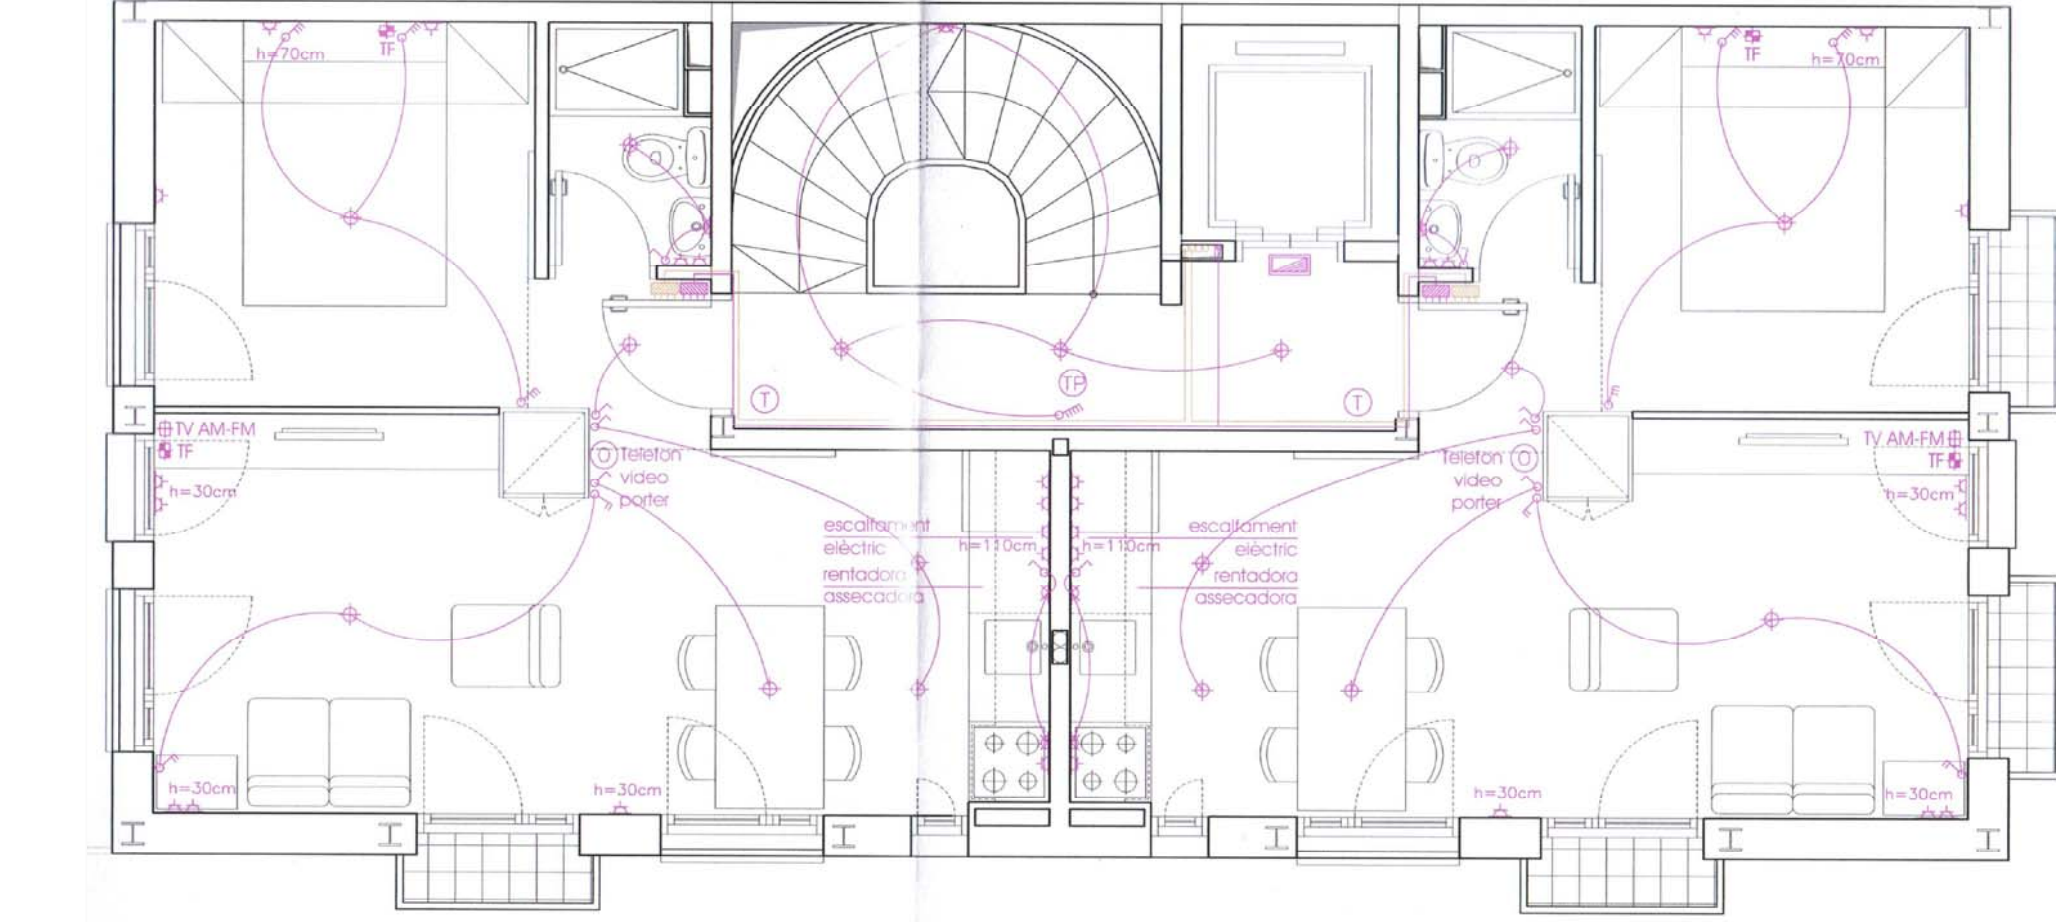 h=70cm
TF
TF
h=70cm
T
TP
T
TV AM-FM
TF
h=30cm
Telefon
video
porter
escalfament
elèctric
rentadora
assecadora
h=110cm
h=110cm
escalfament
elèctric
rentadora
assecadora
Telefon
video
porter
TV AM-FM
TF
h=30cm
h=30cm
h=30cm
h=30cm
h=30cm